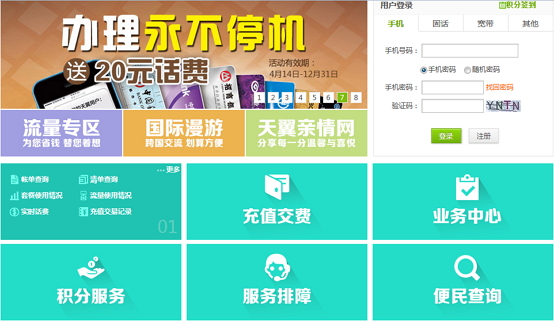 办理永不停机
送20元话费
活动有效期：
4月14日-12月31日
1 2 3 4 5 6 7 8
流量专区
为您省钱 替您着想
国际漫游
跨国交流 划算方便
天翼亲情网
分享每一分温馨与喜悦
用户登录
积分签到
手机 固话 宽带 其他
手机号码：
手机密码 随机密码
手机密码： 找回密码
验证码： YNTN
登录 注册
更多
帐单查询 清单查询
套餐使用情况 流量使用情况
实时话费 充值交易记录
01
充值交费
业务中心
积分服务
服务排障
便民查询